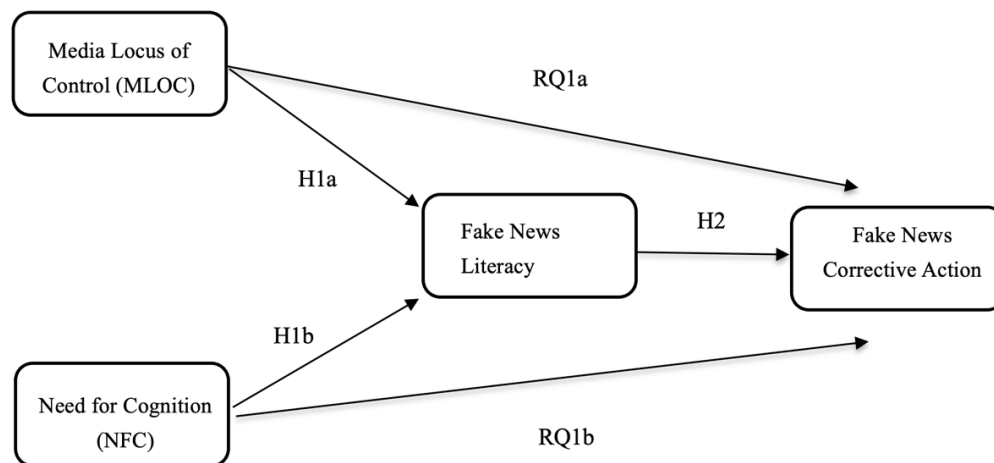 Media Locus of
Control (MLOC)
RQ1a
H1a
Fake News
Literacy
H2
Fake News
Corrective Action
H1b
Need for Cognition
(NFC)
RQ1b